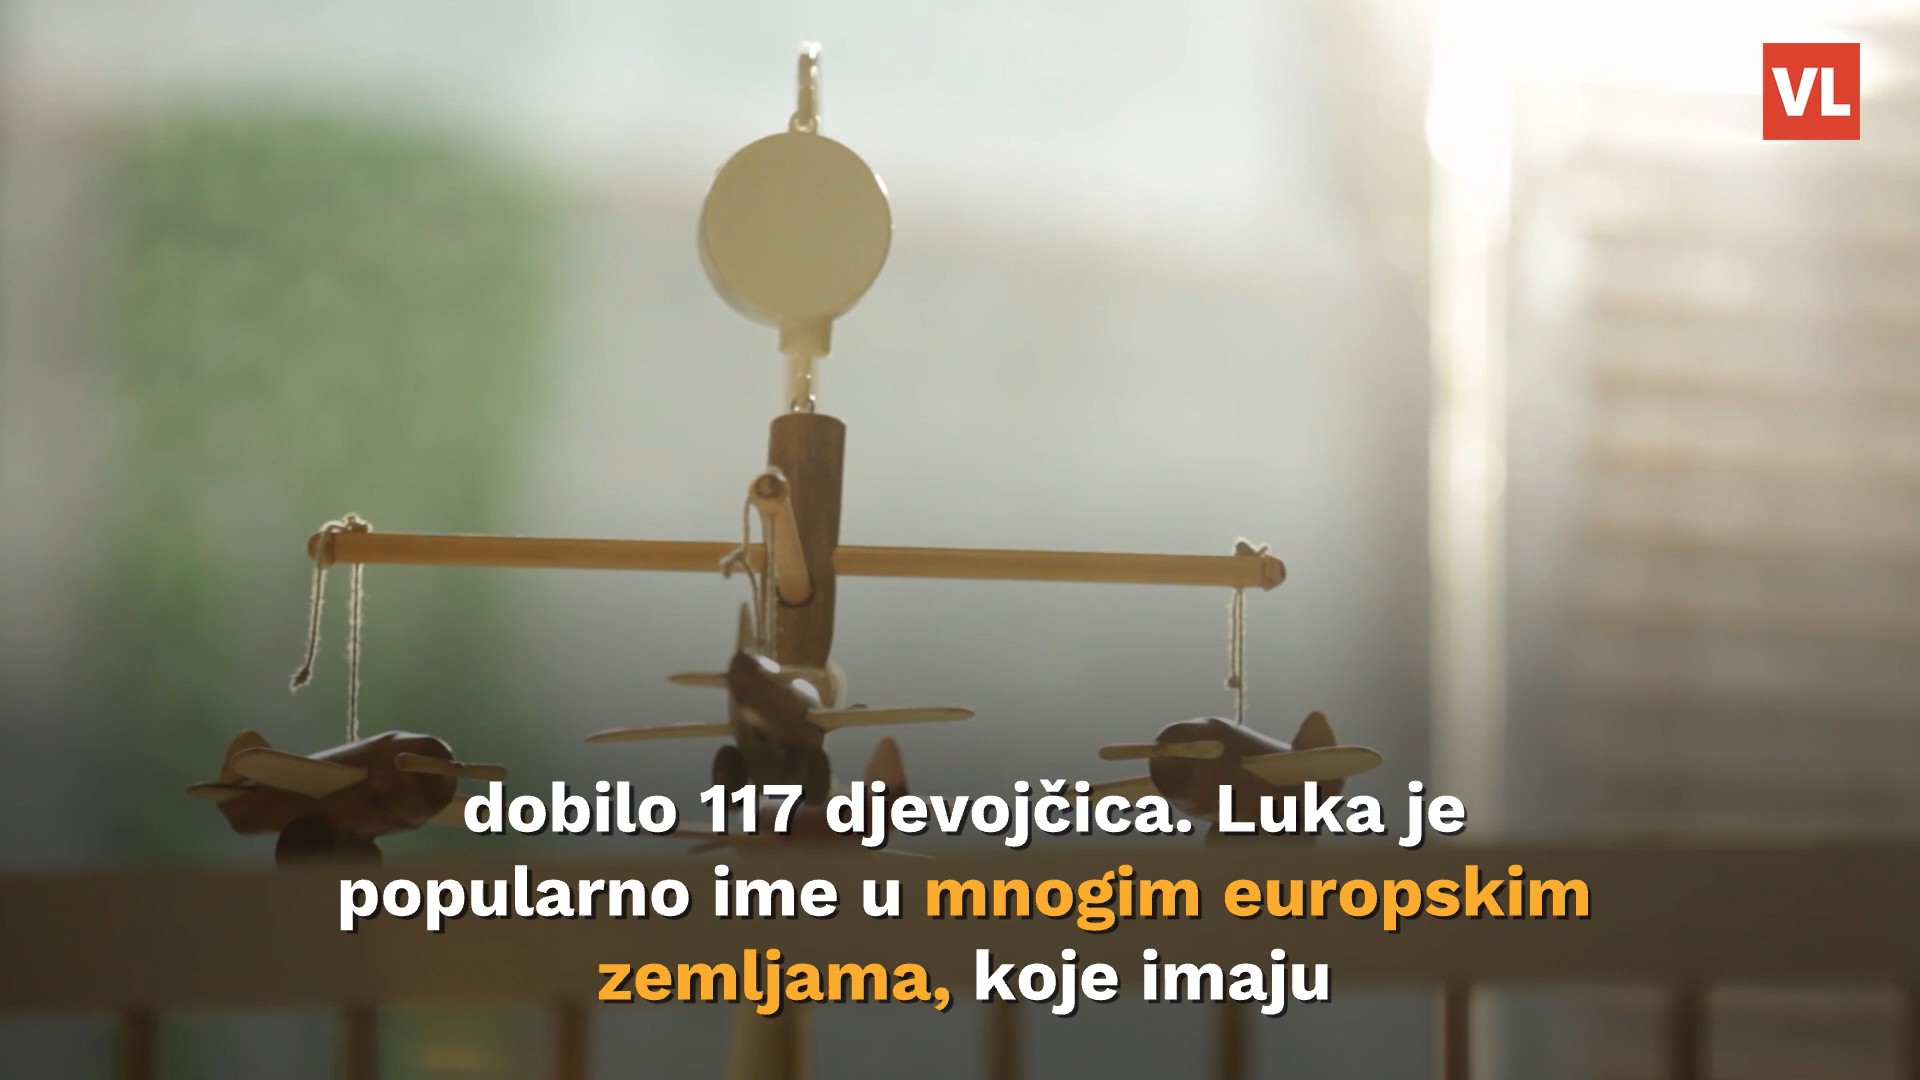 VL
dobilo 117 djevojčica. Luka je
popularno ime u mnogim europskim
zemljama, koje imaju